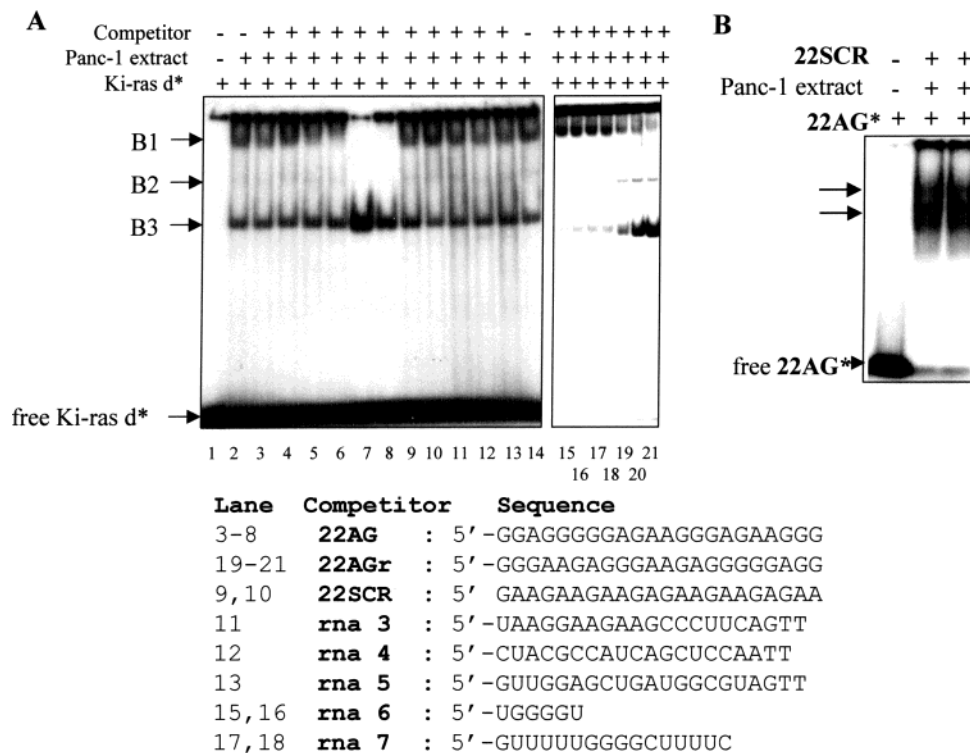 A
Competitor - - + + + + + + + + + + + - +++++++
Panc-1 extract - + + + + + + + + + + + + + +++++++
Ki-ras d* + + + + + + + + + + + + + + +++++++
B1
B2
B3
free Ki-ras d*
1 2 3 4 5 6 7 8 9 10 11 12 13 14 15 17 19 21
16 18 20
B
22SCR - + +
Panc-1 extract - + +
22AG* + + +
free 22AG*
Lane Competitor Sequence
3-8 22AG : 5'-GGAGGGGGAGAAGGGAGAAGGG
19-21 22AGr : 5' GGGAAGAGGGAAGAGGGGGAGG
9,10 22SCR : 5' GAAGAAGAAGAGAAGAAGAGAA
11 rna 3 : 5'-UAAGGAAGAAGCCCUUCAGTT
12 rna 4 : 5'-CUACGCCAUCAGCUCCAATT
13 rna 5 : 5'-GUUGGAGCUGAUGGCGUAGTT
15,16 rna 6 : 5'-UGGGGU
17,18 rna 7 : 5'-GUUUUUGGGGCUUUUC